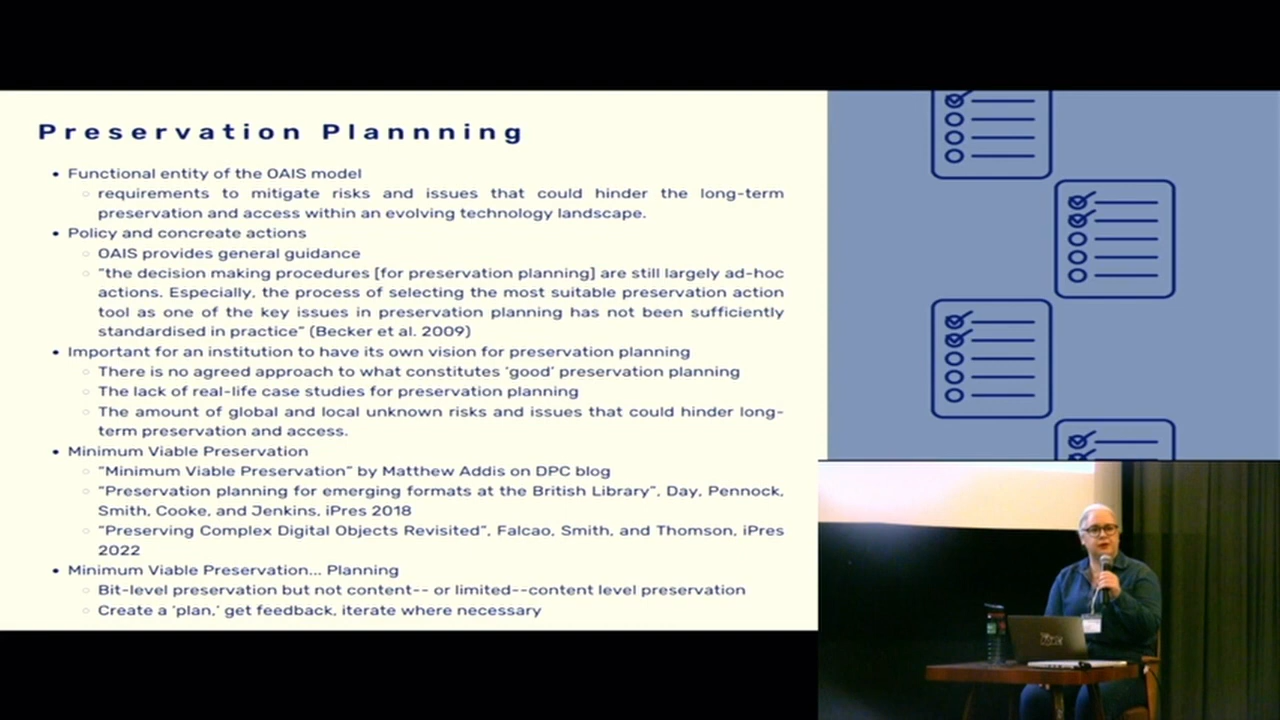 Preservation Plannning
• Functional entity of the OAIS model
○ requirements to mitigate risks and issues that could hinder the long-term
preservation and access within an evolving technology landscape.
• Policy and concreate actions
○ OAIS provides general guidance
○ “the decision making procedures [for preservation planning] are still largely ad-hoc
actions. Especially, the process of selecting the most suitable preservation action
tool as one of the key issues in preservation planning has not been sufficiently
standardised in practice” (Becker et al. 2009)
• Important for an institution to have its own vision for preservation planning
○ There is no agreed approach to what constitutes ‘good’ preservation planning
○ The lack of real-life case studies for preservation planning
○ The amount of global and local unknown risks and issues that could hinder long-
term preservation and access.
• Minimum Viable Preservation
○ “Minimum Viable Preservation” by Matthew Addis on DPC blog
○ “Preservation planning for emerging formats at the British Library”, Day, Pennock,
Smith, Cooke, and Jenkins, iPres 2018
○ “Preserving Complex Digital Objects Revisited”, Falcao, Smith, and Thomson, iPres
2022
• Minimum Viable Preservation... Planning
○ Bit-level preservation but not content-- or limited--content level preservation
○ Create a ‘plan,’ get feedback, iterate where necessary